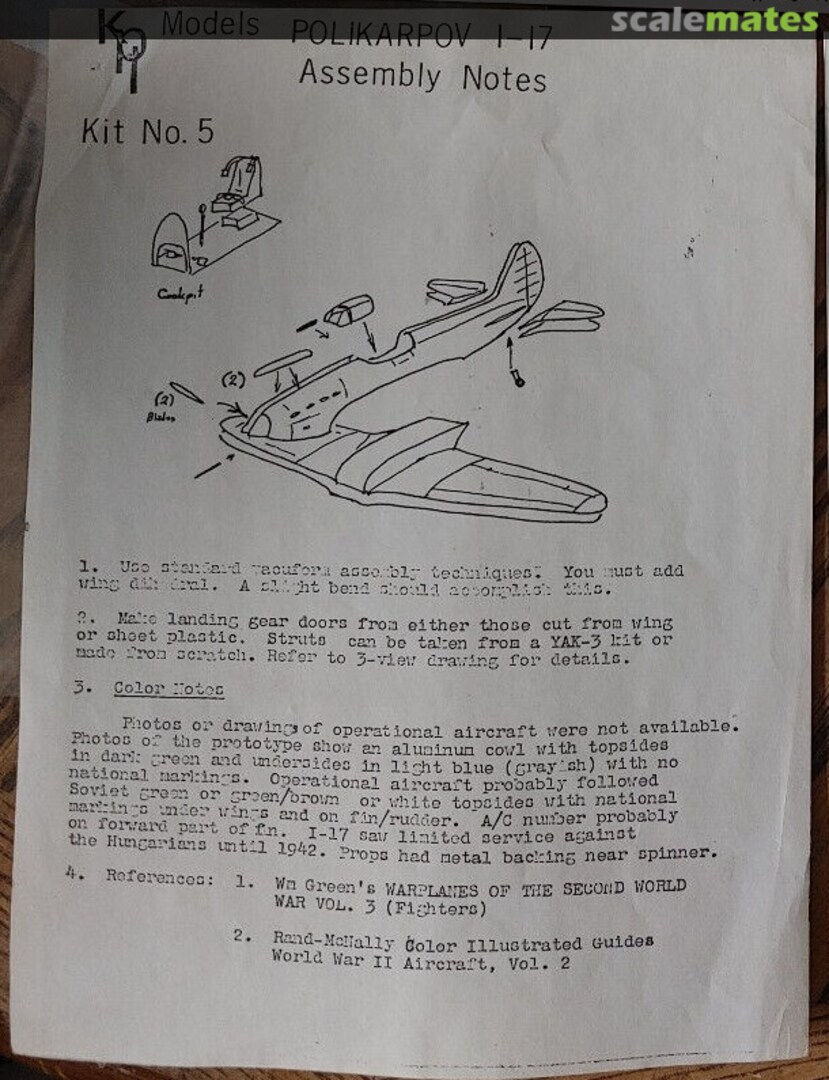 scalemates
KPI Models POLIKARPOV I-17
Assembly Notes
Kit No. 5
Cockpit
(2)
(2)
Blades
1. Use standard vacuform assembly techniques. You must add
wing dihedral. A slight bend should accomplish this.
2. Make landing gear doors from either those cut from wing
or sheet plastic. Struts can be taken from a YAK-3 kit or
made from scratch. Refer to 3-view drawing for details.
3. Color Notes
Photos or drawings of operational aircraft were not available.
Photos of the prototype show an aluminum cowl with topsides
in dark green and undersides in light blue (grayish) with no
national markings. Operational aircraft probably followed
Soviet green or green/brown or white topsides with national
markings under wings and on fin/rudder. A/C number probably
on forward part of fn. I-17 saw limited service against
the Hungarians until 1942. Props had metal backing near spinner.
4. References: 1. Wm Green's WARPLANES OF THE SECOND WORLD
WAR VOL. 3 (Fighters)
2. Rand-McNally Color Illustrated Guides
World War II Aircraft, Vol. 2